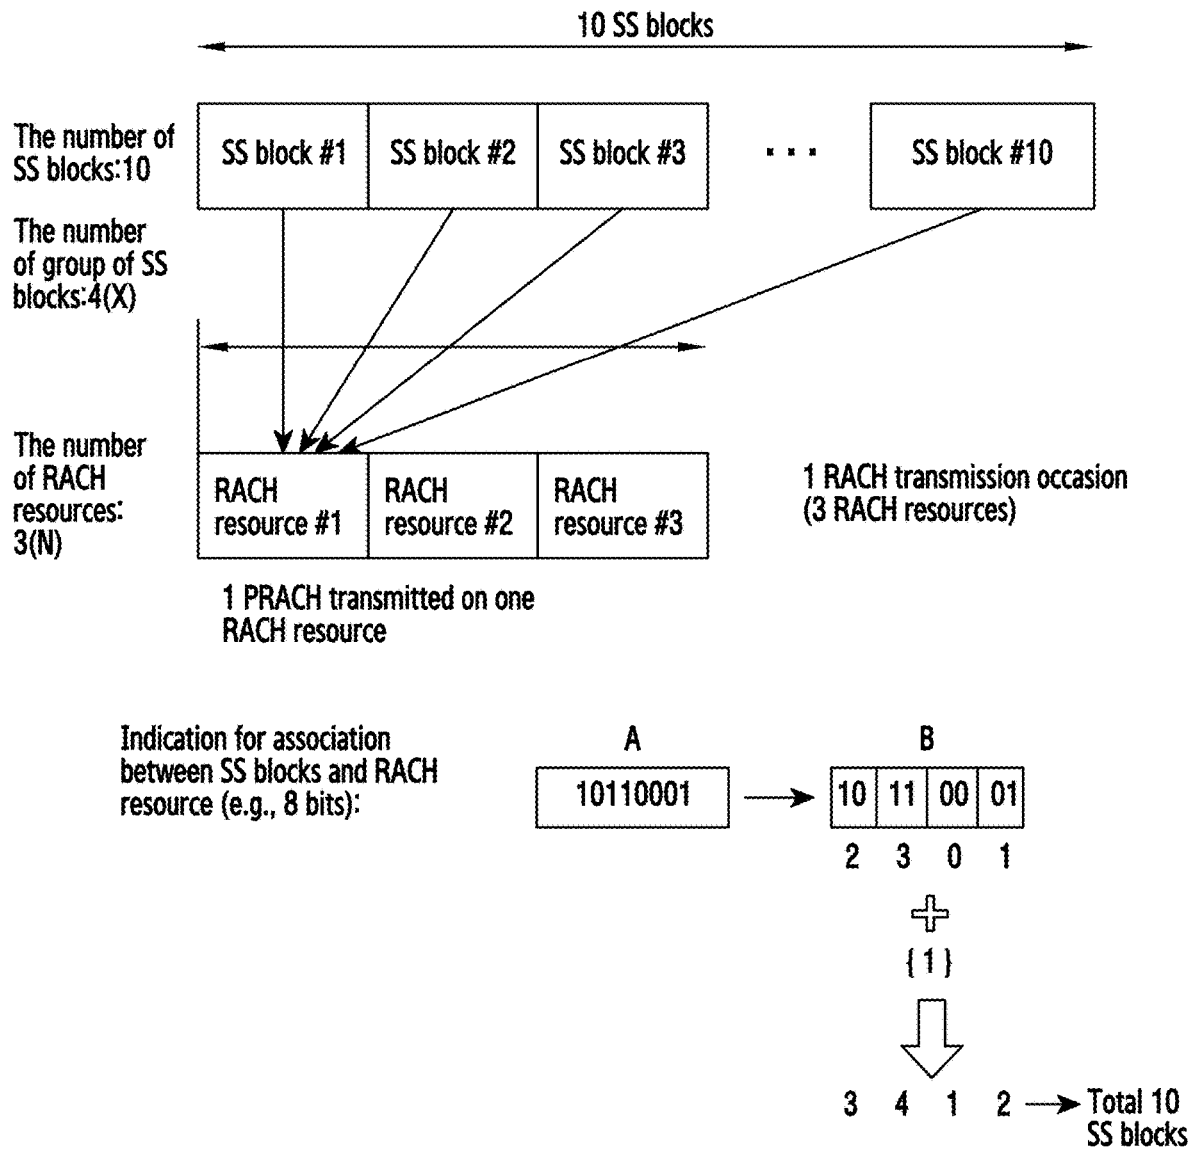 10 SS blocks
The number of
SS blocks:10
SS block #1
SS block #2
SS block #3
...
SS block #10
The number
of group of SS
blocks:4(X)
The number
of RACH
resources:
3(N)
RACH
resource #1
RACH
resource #2
RACH
resource #3
1 RACH transmission occasion
(3 RACH resources)
1 PRACH transmitted on one
RACH resource
Indication for association
between SS blocks and RACH
resource (e.g., 8 bits):
A
10110001
B
10 11 00 01
2 3 0 1
+
{1}
3 4 1 2
Total 10
SS blocks